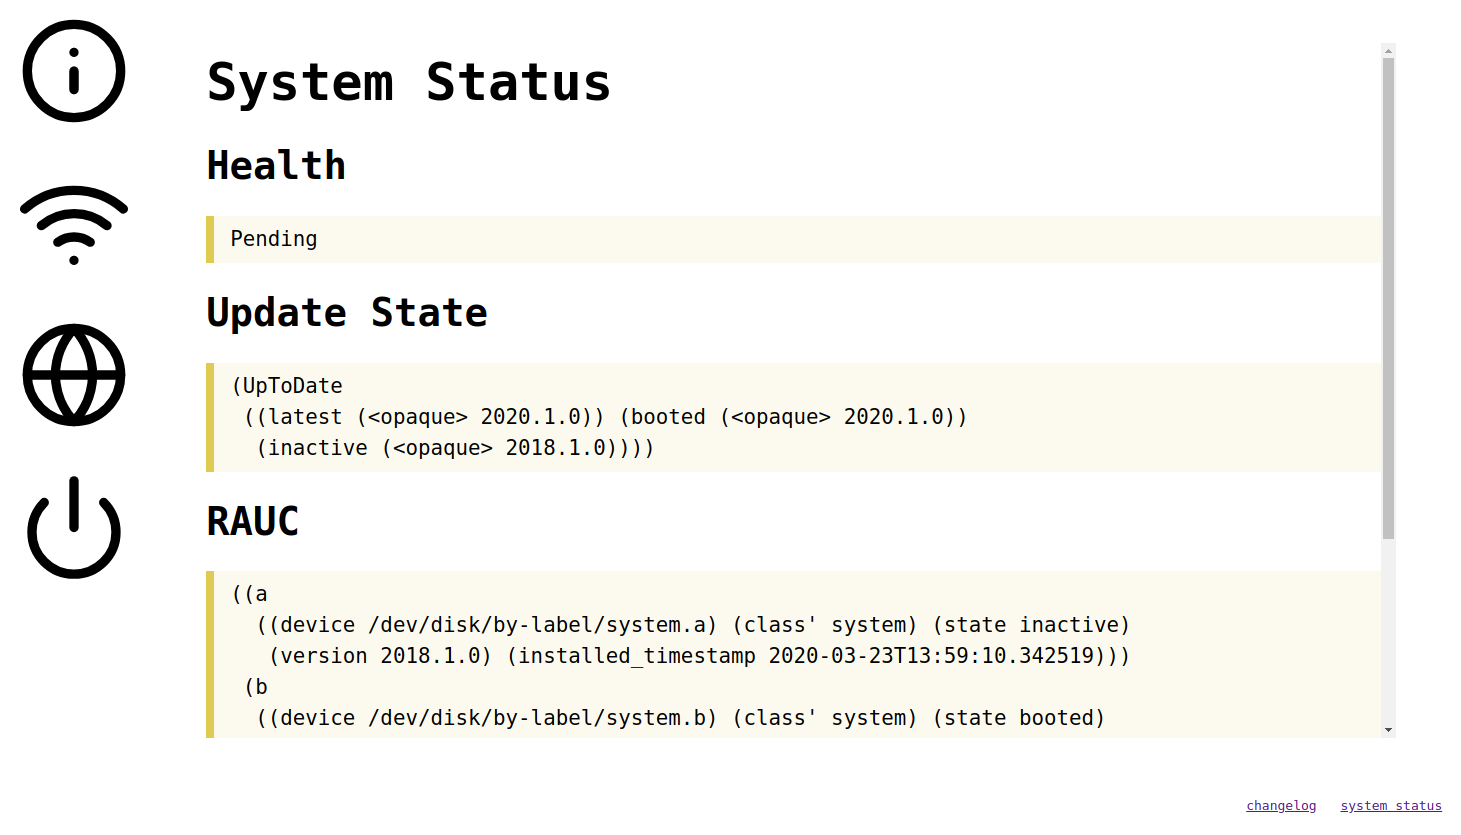 System Status
Health
Pending
Update State
(UpToDate
 ((latest (<opaque> 2020.1.0)) (booted (<opaque> 2020.1.0))
  (inactive (<opaque> 2018.1.0))))
RAUC
((a
  ((device /dev/disk/by-label/system.a) (class' system) (state inactive)
   (version 2018.1.0) (installed_timestamp 2020-03-23T13:59:10.342519)))
 (b
  ((device /dev/disk/by-label/system.b) (class' system) (state booted)
changelog system status